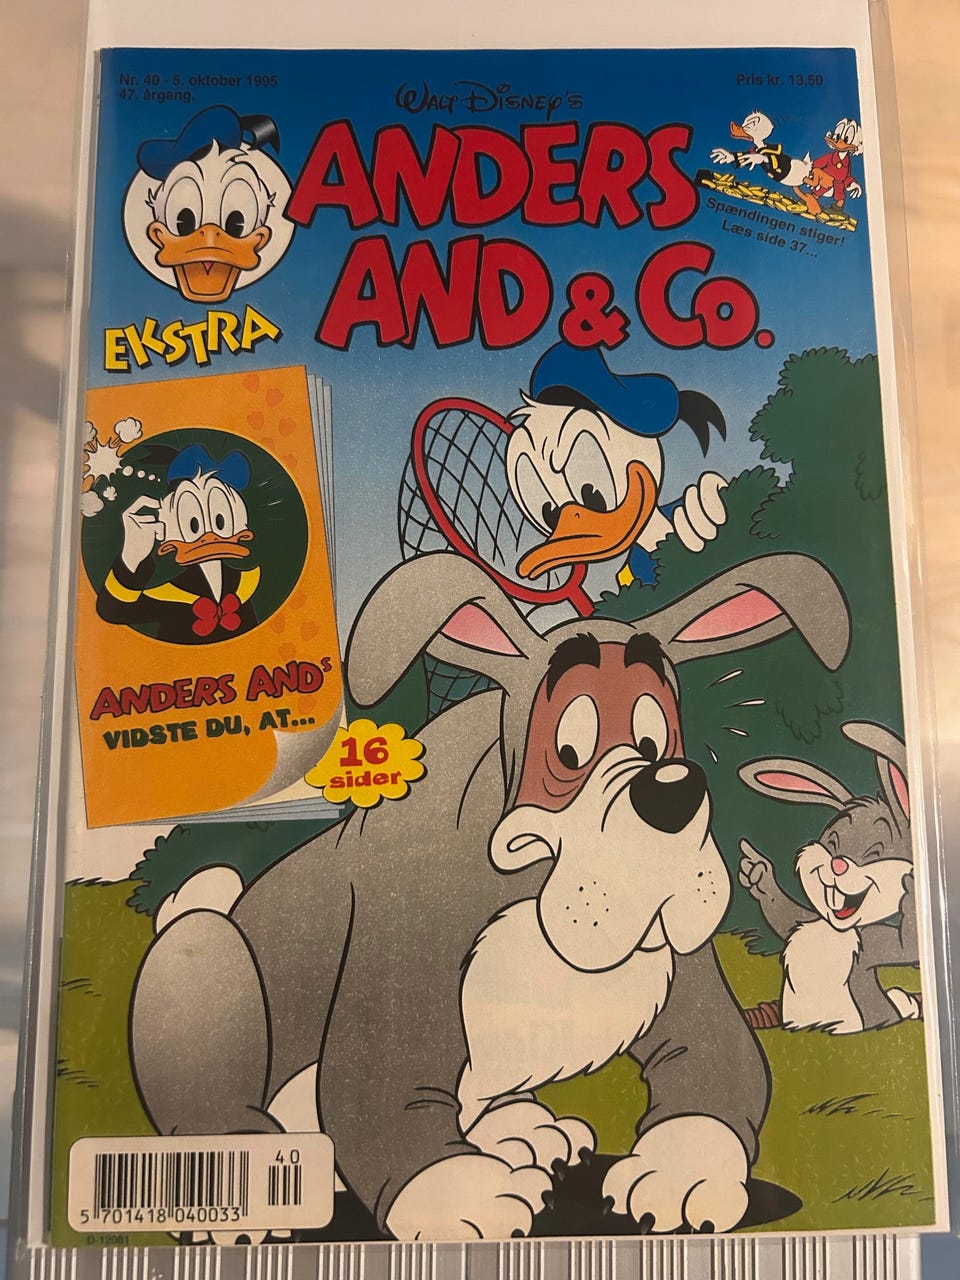 Nr. 40 - 5. oktober 1995
47. årgang.
Pris kr. 13,50
WALT DISNEY'S
ANDERS
AND & Co.
Spændingen stiger!
Læs side 37...
EKSTRA
ANDERS ANDs
VIDSTE DU, AT...
16
sider
40
5 701418 040033
D-12081